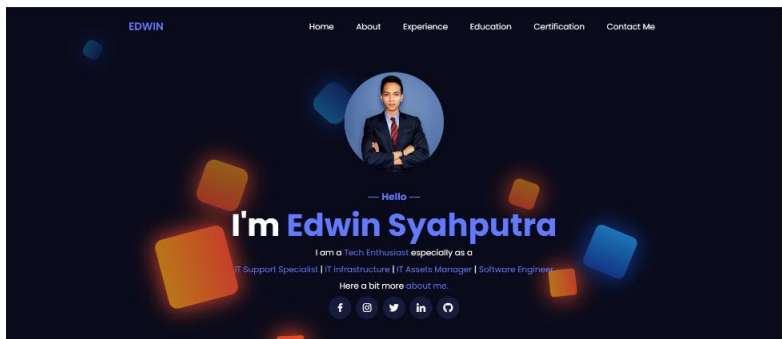 EDWIN Home About Experience Education Certification Contact Me
— Hello —
I'm Edwin Syahputra
I am a Tech Enthusiast especially as a
IT Support Specialist | IT Infrastructure | IT Assets Manager | Software Engineer
Here a bit more about me.